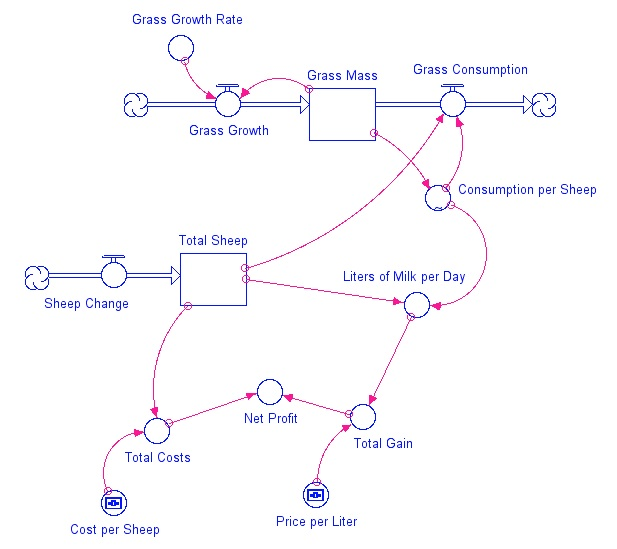 Grass Growth Rate
Grass Mass
Grass Consumption
Grass Growth
Consumption per Sheep
Total Sheep
Liters of Milk per Day
Sheep Change
Net Profit
Total Gain
Total Costs
Price per Liter
Cost per Sheep